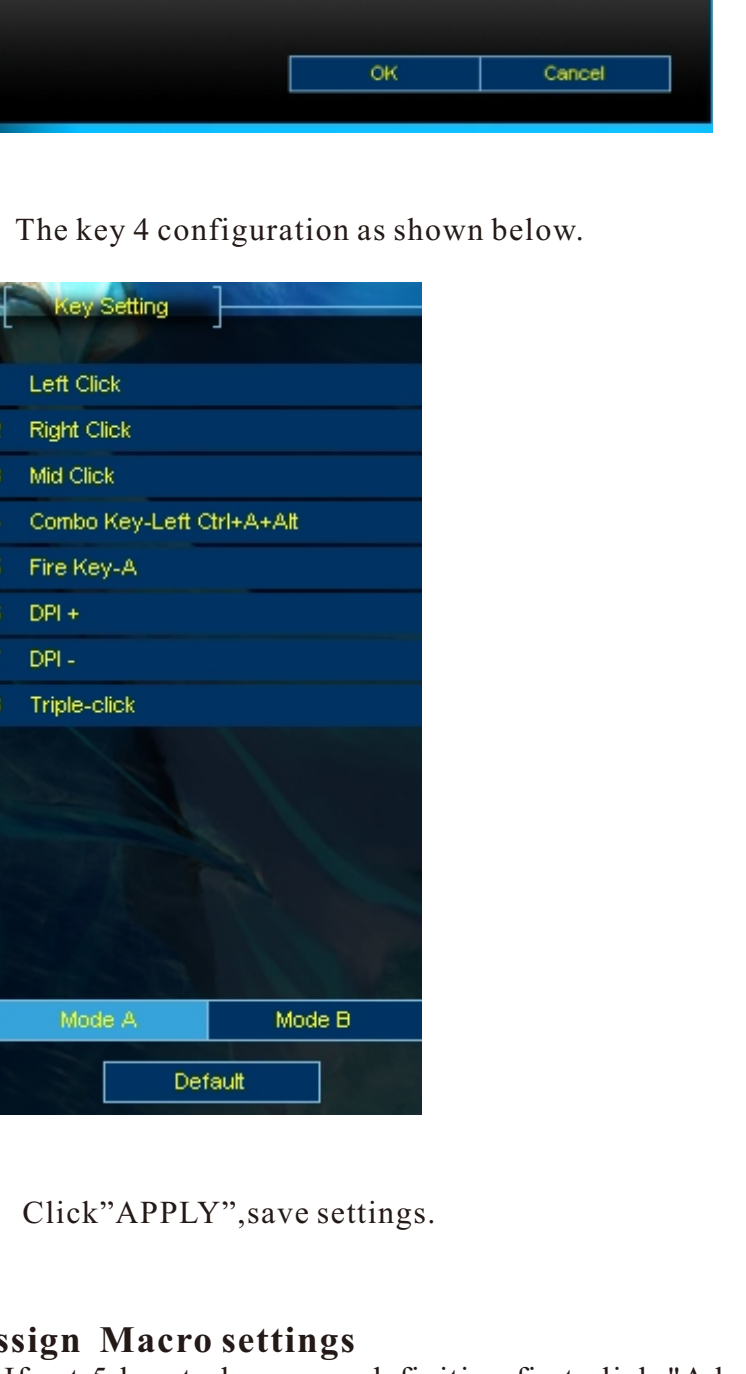 OK Cancel
The key 4 configuration as shown below.
Key Setting
Left Click
Right Click
Mid Click
Combo Key-Left Ctrl+A+Alt
Fire Key-A
DPI +
DPI -
Triple-click
Mode A Mode B
Default
Click”APPLY”,save settings.
Macro settings